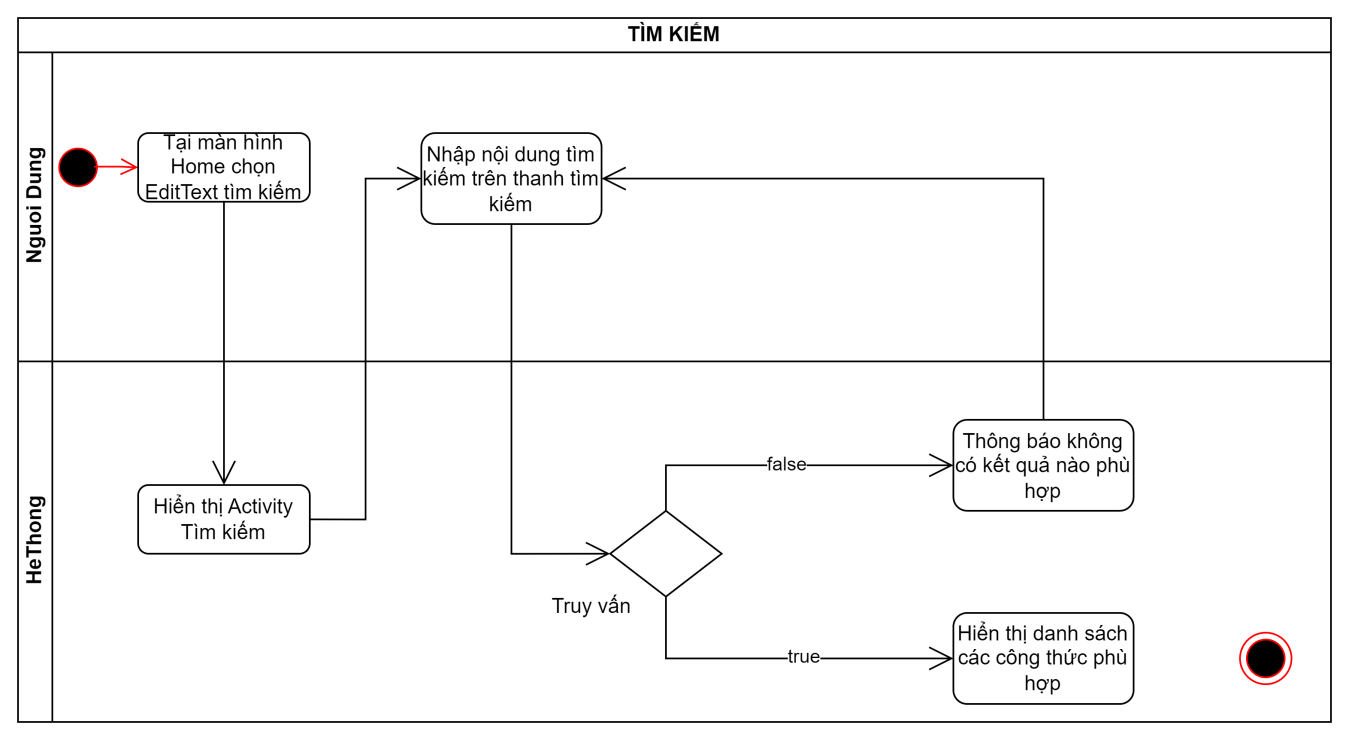 TÌM KIẾM
Nguoi Dung
Tại màn hình
Home chọn
EditText tìm kiếm
Nhập nội dung tìm
kiếm trên thanh tìm
kiếm
HeThong
Hiển thị Activity
Tìm kiếm
Truy vấn
false
Thông báo không
có kết quả nào phù
hợp
true
Hiển thị danh sách
các công thức phù
hợp